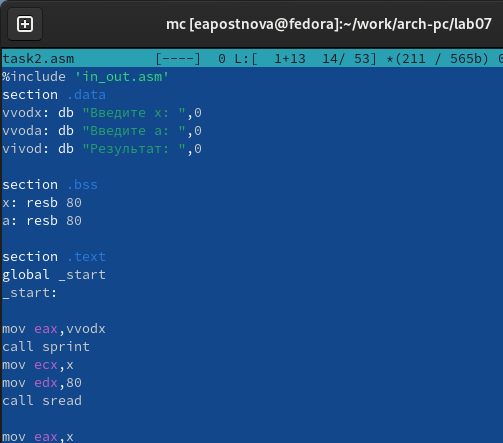 mc [eapostnova@fedora]:~/work/arch-pc/lab07
task2.asm [----] 0 L:[ 1+13 14/ 53] *(211 / 565b)
%include 'in_out.asm'
section .data
vvodx: db "Введите x: ",0
vvoda: db "Введите a: ",0
vivod: db "Результат: ",0
section .bss
x: resb 80
a: resb 80
section .text
global _start
_start:
mov eax,vvodx
call sprint
mov ecx,x
mov edx,80
call sread
mov eax,x